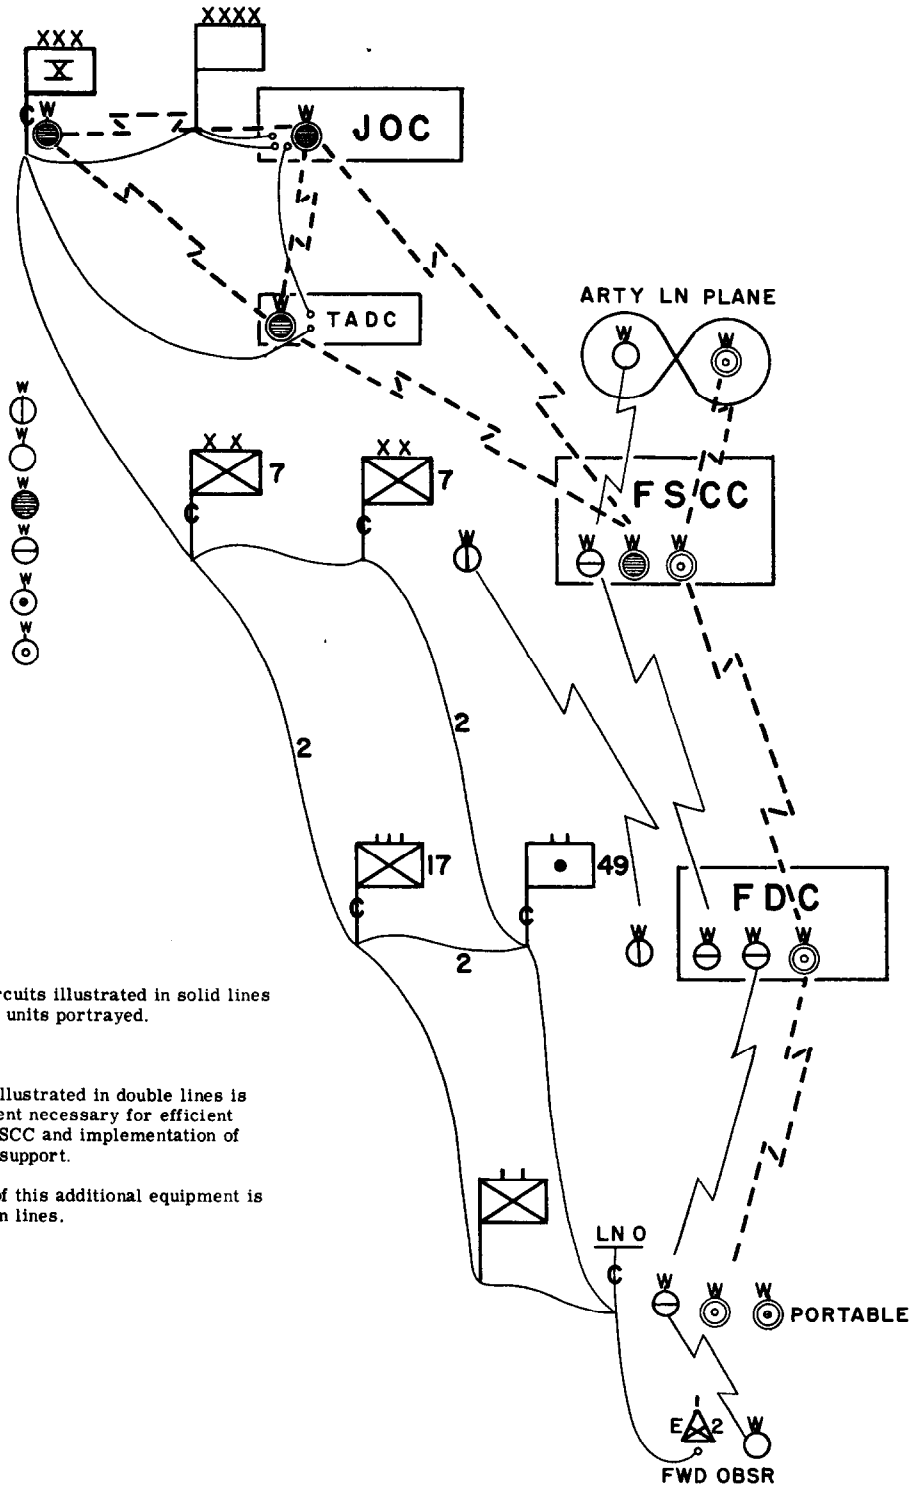 XXX
XXXX
X
C
W
W
JOC
W
TADC
ARTY LN PLANE
W
W
W
W
W
W
W
W
XX
7
XX
7
C
C
W
FSCC
W
W
W
2
2
17
49
C
C
2
W
FDC
W
W
W
rcuits illustrated in solid lines
units portrayed.
llustrated in double lines is
ent necessary for efficient
SCC and implementation of
support.
of this additional equipment is
n lines.
LN O
C
W
W
W
PORTABLE
E 2
W
FWD OBSR